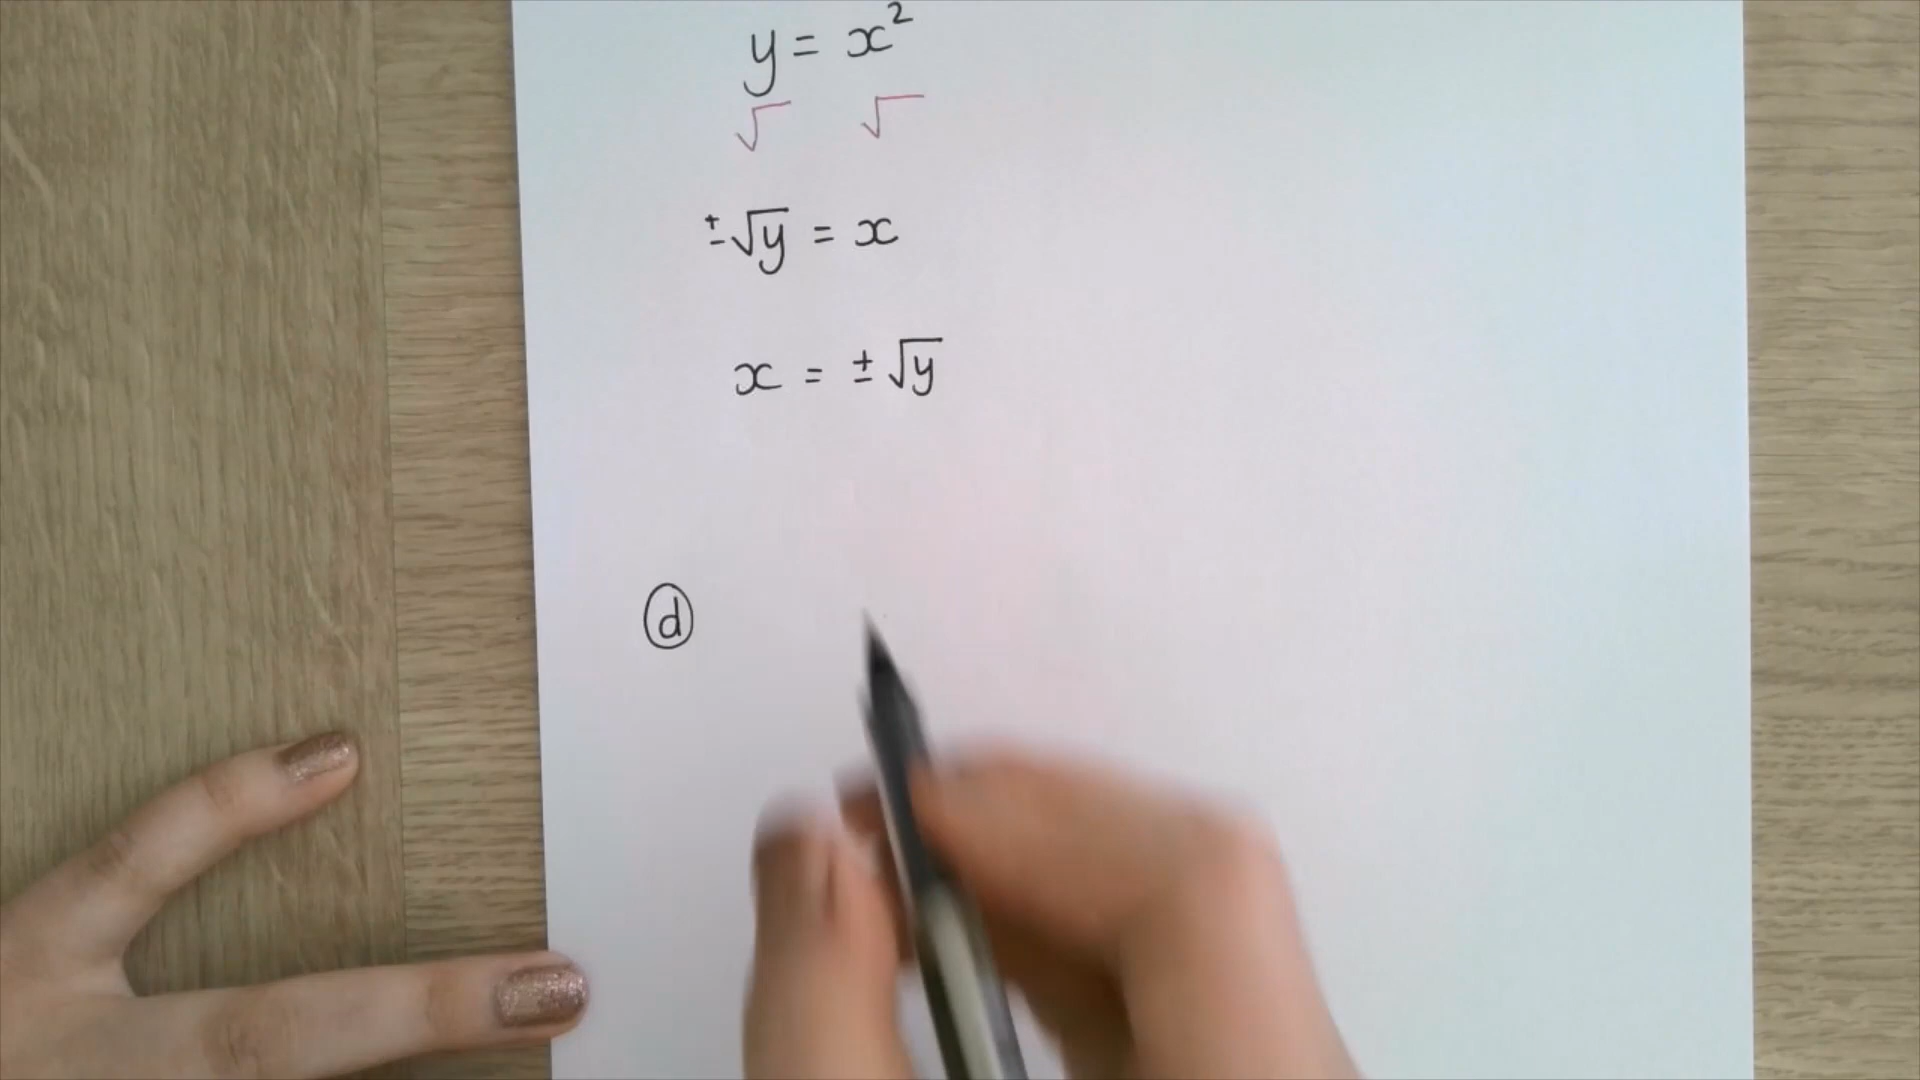 y = x²
√ √
±√y = x
x = ±√y
ⓓ